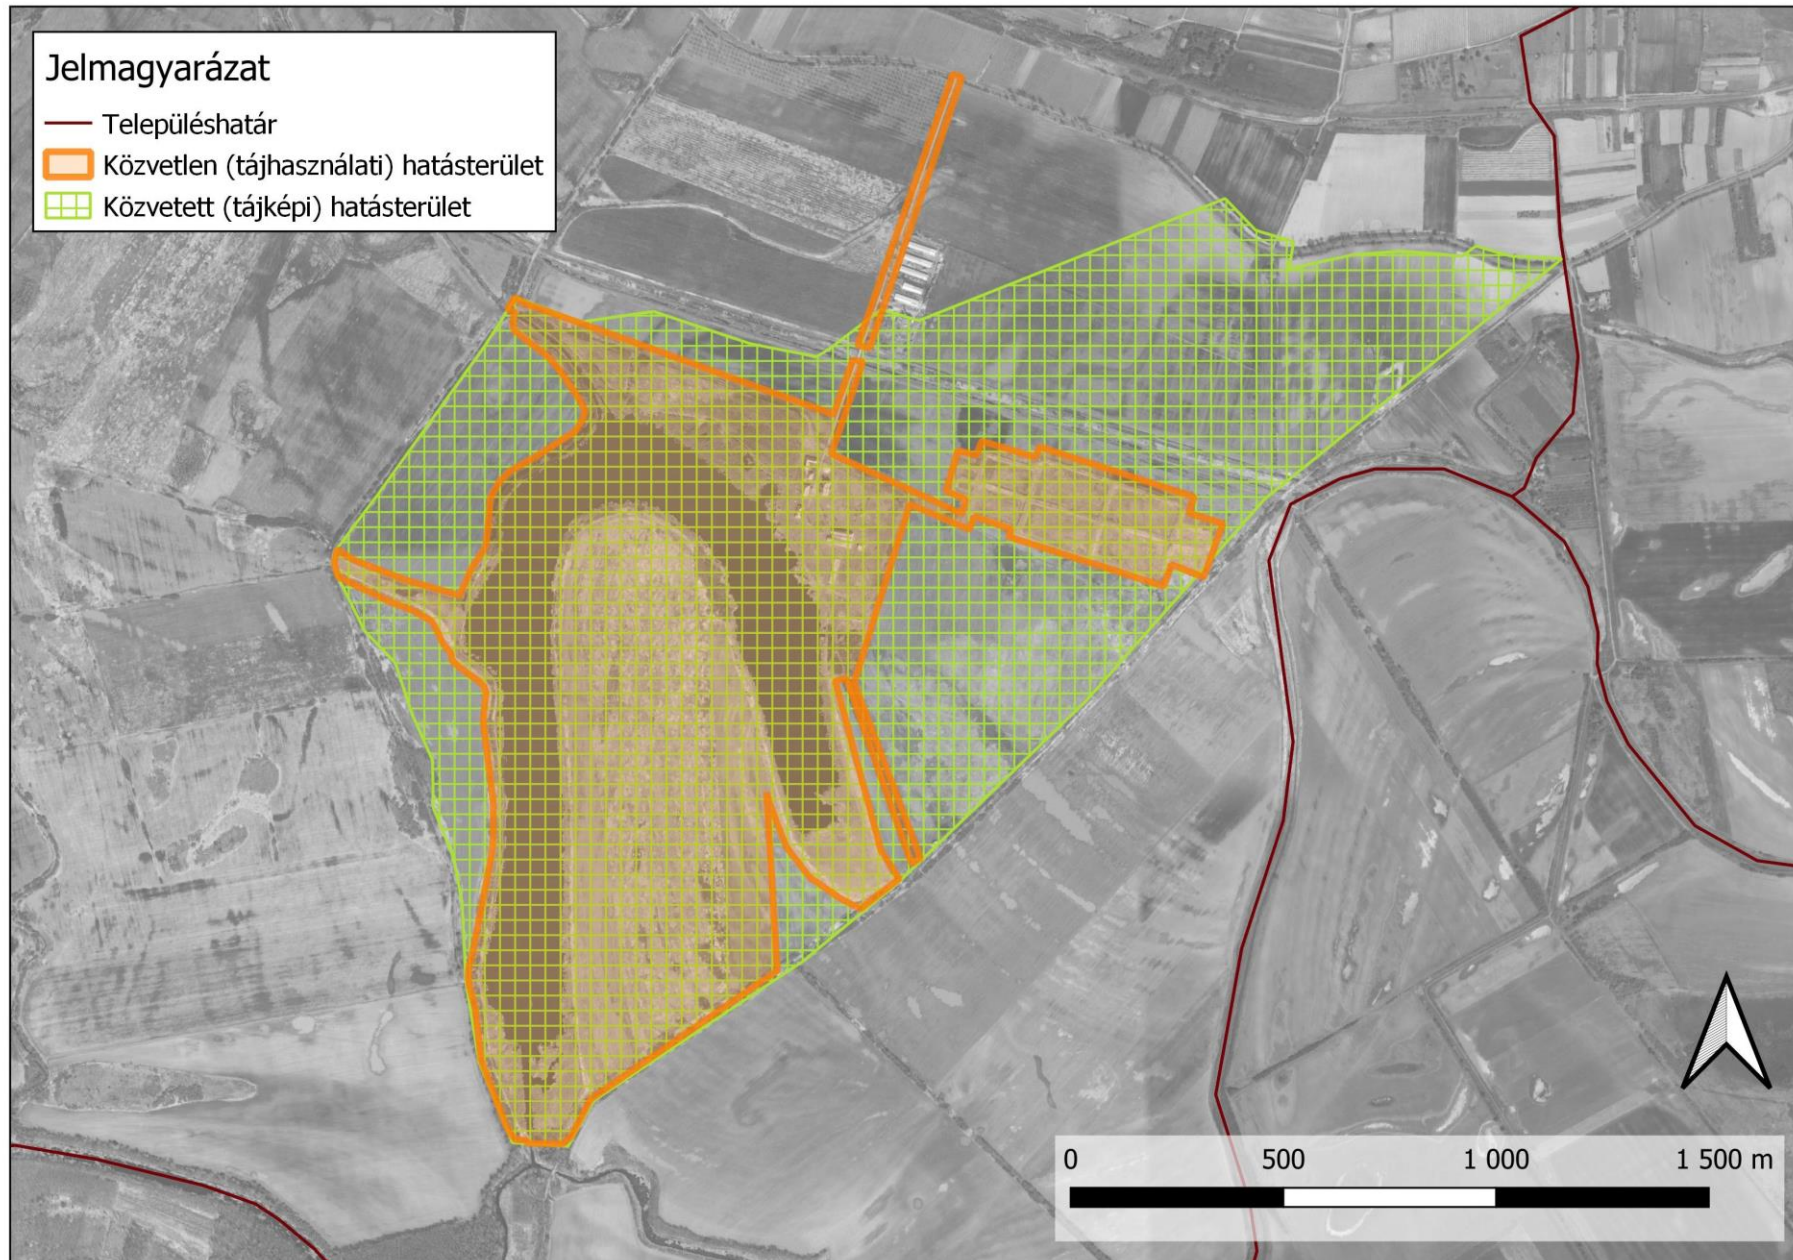 Jelmagyarázat
Településhatár
Közvetlen (tájhasználati) hatásterület
Közvetett (tájképi) hatásterület
0 500 1 000 1 500 m